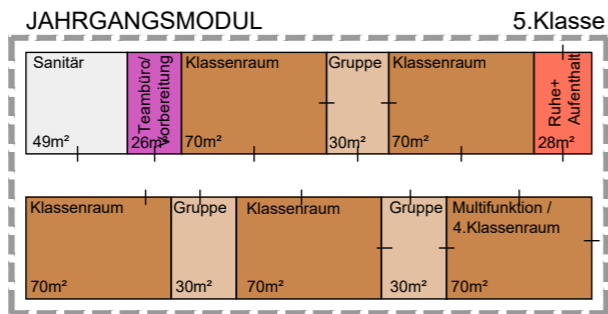 JAHRGANGSMODUL 5.Klasse
Sanitär
49m²
Teambüro/
Vorbereitung
26m²
Klassenraum
70m²
Gruppe
30m²
Klassenraum
70m²
Ruhe+
Aufenthalt
28m²
Klassenraum
70m²
Gruppe
30m²
Klassenraum
70m²
Gruppe
30m²
Multifunktion /
4.Klassenraum
70m²